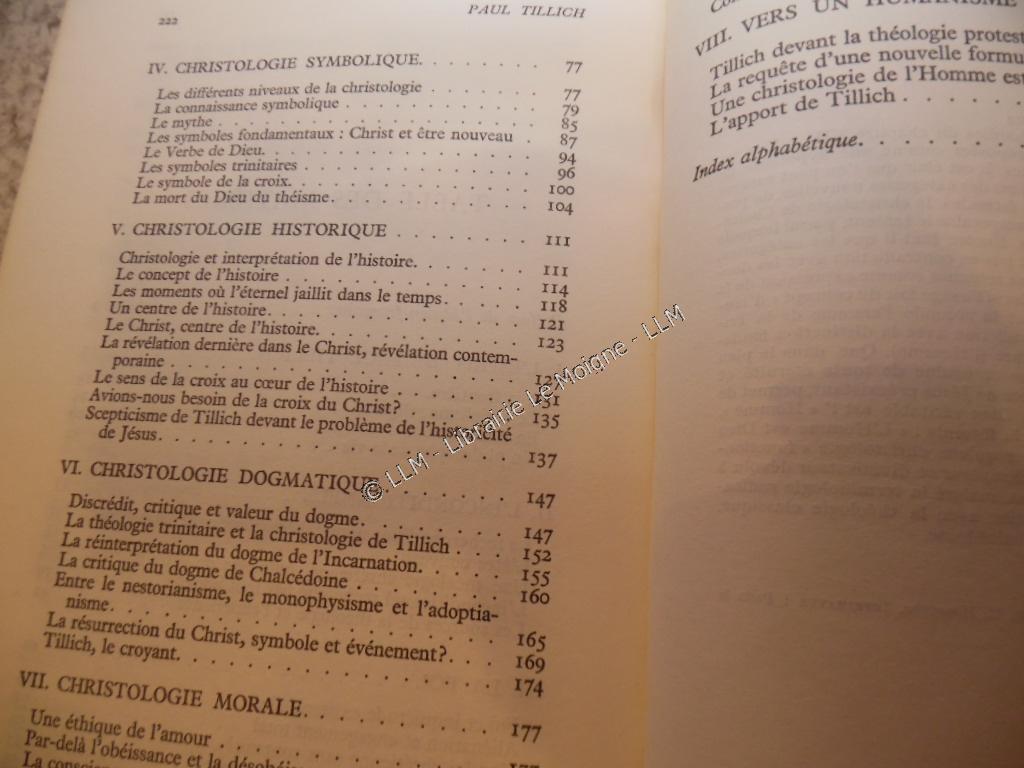 222
PAUL TILLICH
IV. CHRISTOLOGIE SYMBOLIQUE. . . . . . . . 77
Les différents niveaux de la christologie . . . . . . . 77
La connaissance symbolique . . . . . . . . . . . . 79
Le mythe . . . . . . . . . . . . . . . . . . . 85
Les symboles fondamentaux : Christ et être nouveau . 87
Le Verbe de Dieu. . . . . . . . . . . . . . . . 94
Les symboles trinitaires . . . . . . . . . . . . . . 96
Le symbole de la croix. . . . . . . . . . . . . . 100
La mort du Dieu du théisme. . . . . . . . . . . . 104
V. CHRISTOLOGIE HISTORIQUE . . . . . . . . 111
Christologie et interprétation de l'histoire. . . . . . . 111
Le concept de l'histoire . . . . . . . . . . . . . . 114
Les moments où l'éternel jaillit dans le temps. . . . . . 118
Un centre de l'histoire. . . . . . . . . . . . . . . 121
Le Christ, centre de l'histoire. . . . . . . . . . . . 123
La révélation dernière dans le Christ, révélation contem-
poraine . . . . . . . . . . . . . . . . . .
Le sens de la croix au cœur de l'histoire . . . . . . . 131
Avions-nous besoin de la croix du Christ? . . . . . . 135
Scepticisme de Tillich devant le problème de l'historicité
de Jésus. . . . . . . . . . . . . . . . . . 137
VI. CHRISTOLOGIE DOGMATIQUE. . . . . . . . 147
Discrédit, critique et valeur du dogme. . . . . . . . 147
La théologie trinitaire et la christologie de Tillich . . . 152
La réinterprétation du dogme de l'Incarnation. . . . . 155
La critique du dogme de Chalcédoine . . . . . . . . 160
Entre le nestorianisme, le monophysisme et l'adoptia-
nisme. . . . . . . . . . . . . . . . . . . 165
La résurrection du Christ, symbole et événement?. . . 169
Tillich, le croyant. . . . . . . . . . . . . . . . 174
VII. CHRISTOLOGIE MORALE. . . . . . . . . . 177
Une éthique de l'amour . . . . . . . . . . . . . . 177
Par-delà l'obéissance et la
La
VIII. VERS UN HUMANISME
Tillich devant la théologie
La requête d'une nouvelle
Une christologie de l'Homme
L'apport de Tillich . . . . . .
Index alphabétique. . . . . . . .
© LLM - Librairie Le Moigne - LLM